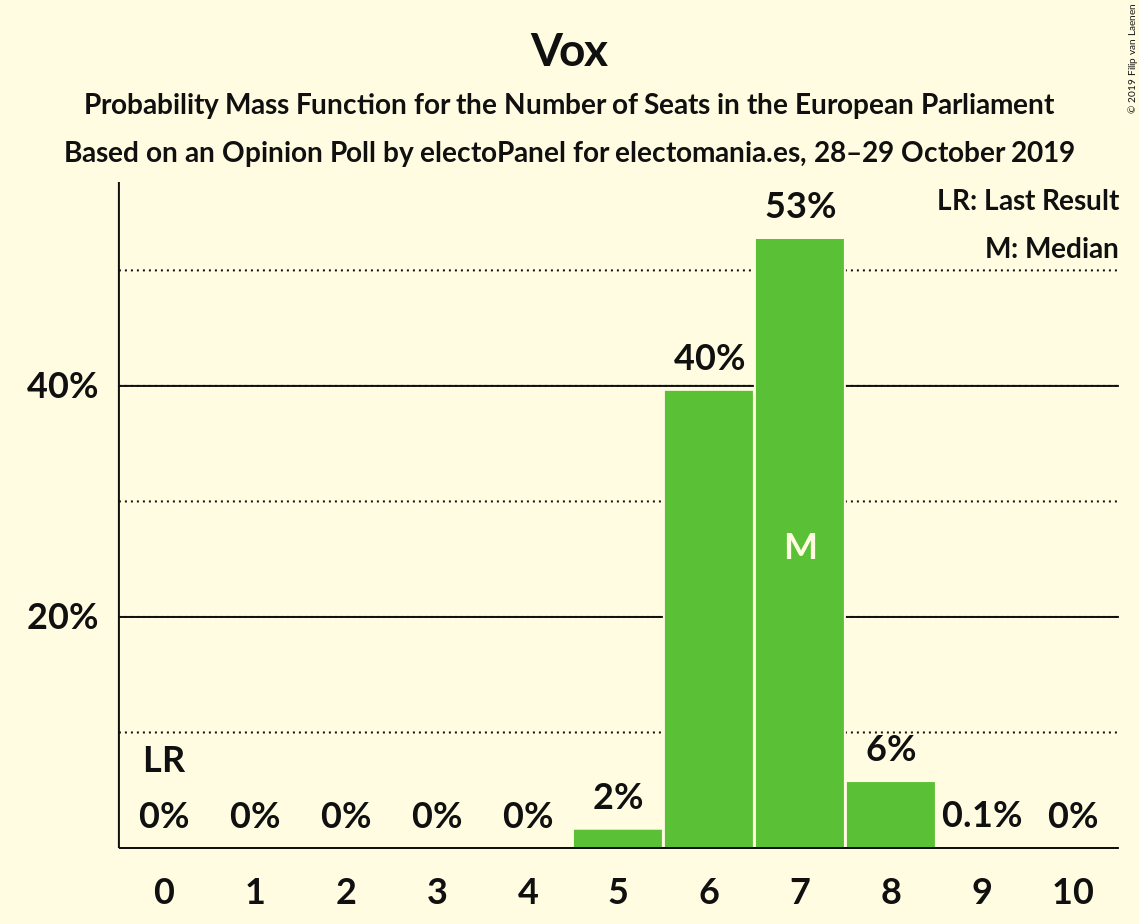 Vox
Probability Mass Function for the Number of Seats in the European Parliament
Based on an Opinion Poll by electoPanel for electomania.es, 28–29 October 2019
© 2019 Filip van Laenen
LR: Last Result
M: Median
53%
40%
40%
M
20%
LR
6%
2%
0% 0% 0% 0% 0% 0.1% 0%
0 1 2 3 4 5 6 7 8 9 10